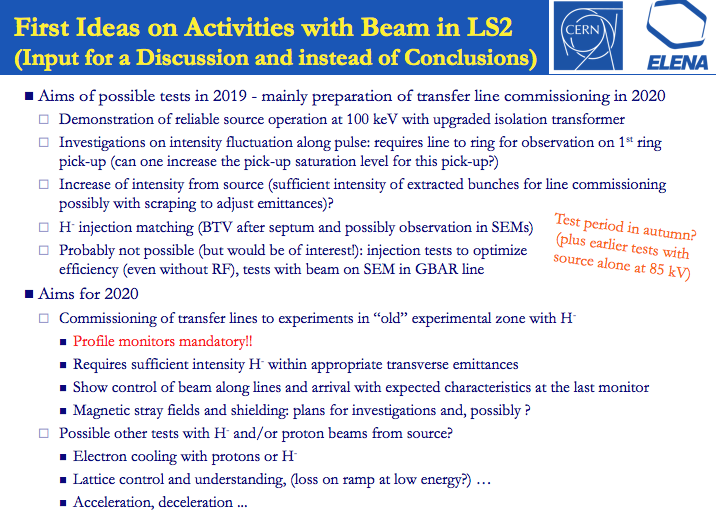 First Ideas on Activities with Beam in LS2
(Input for a Discussion and instead of Conclusions)
CERN
ELENA
Aims of possible tests in 2019 - mainly preparation of transfer line commissioning in 2020
Demonstration of reliable source operation at 100 keV with upgraded isolation transformer
Investigations on intensity fluctuation along pulse: requires line to ring for observation on 1st ring
pick-up (can one increase the pick-up saturation level for this pick-up?)
Increase of intensity from source (sufficient intensity of extracted bunches for line commissioning
possibly with scraping to adjust emittances)?
H- injection matching (BTV after septum and possibly observation in SEMs)
Probably not possible (but would be of interest!): injection tests to optimize
efficiency (even without RF), tests with beam on SEM in GBAR line
Test period in autumn?
(plus earlier tests with
source alone at 85 kV)
Aims for 2020
Commissioning of transfer lines to experiments in “old” experimental zone with H-
Profile monitors mandatory!!
Requires sufficient intensity H- within appropriate transverse emittances
Show control of beam along lines and arrival with expected characteristics at the last monitor
Magnetic stray fields and shielding: plans for investigations and, possibly ?
Possible other tests with H- and/or proton beams from source?
Electron cooling with protons or H-
Lattice control and understanding, (loss on ramp at low energy?) …
Acceleration, deceleration ...